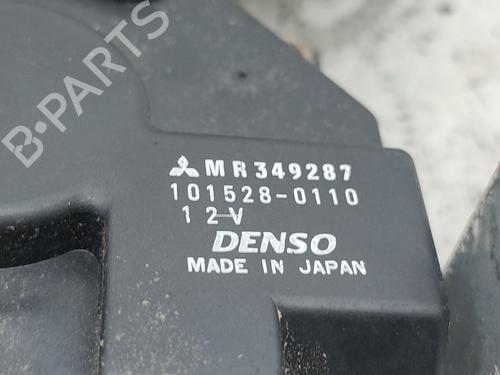 B-PARTS
MR349287
101528-0110
12V
DENSO
MADE IN JAPAN